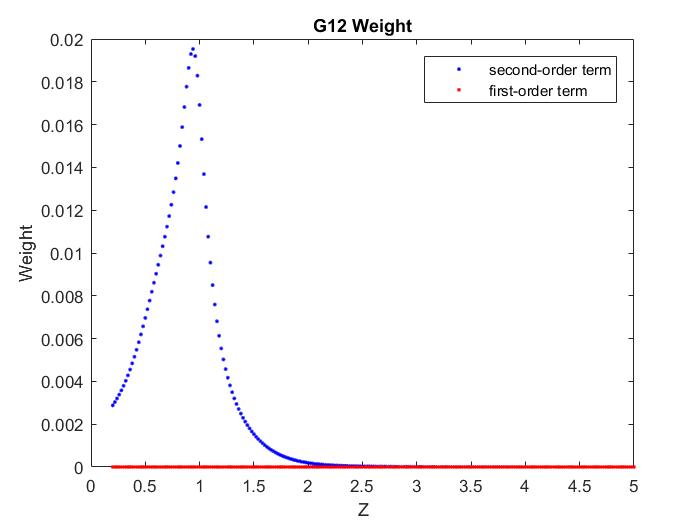 G12 Weight
second-order term
first-order term
Weight
0.02
0.018
0.016
0.014
0.012
0.01
0.008
0.006
0.004
0.002
0
0 0.5 1 1.5 2 2.5 3 3.5 4 4.5 5
Z